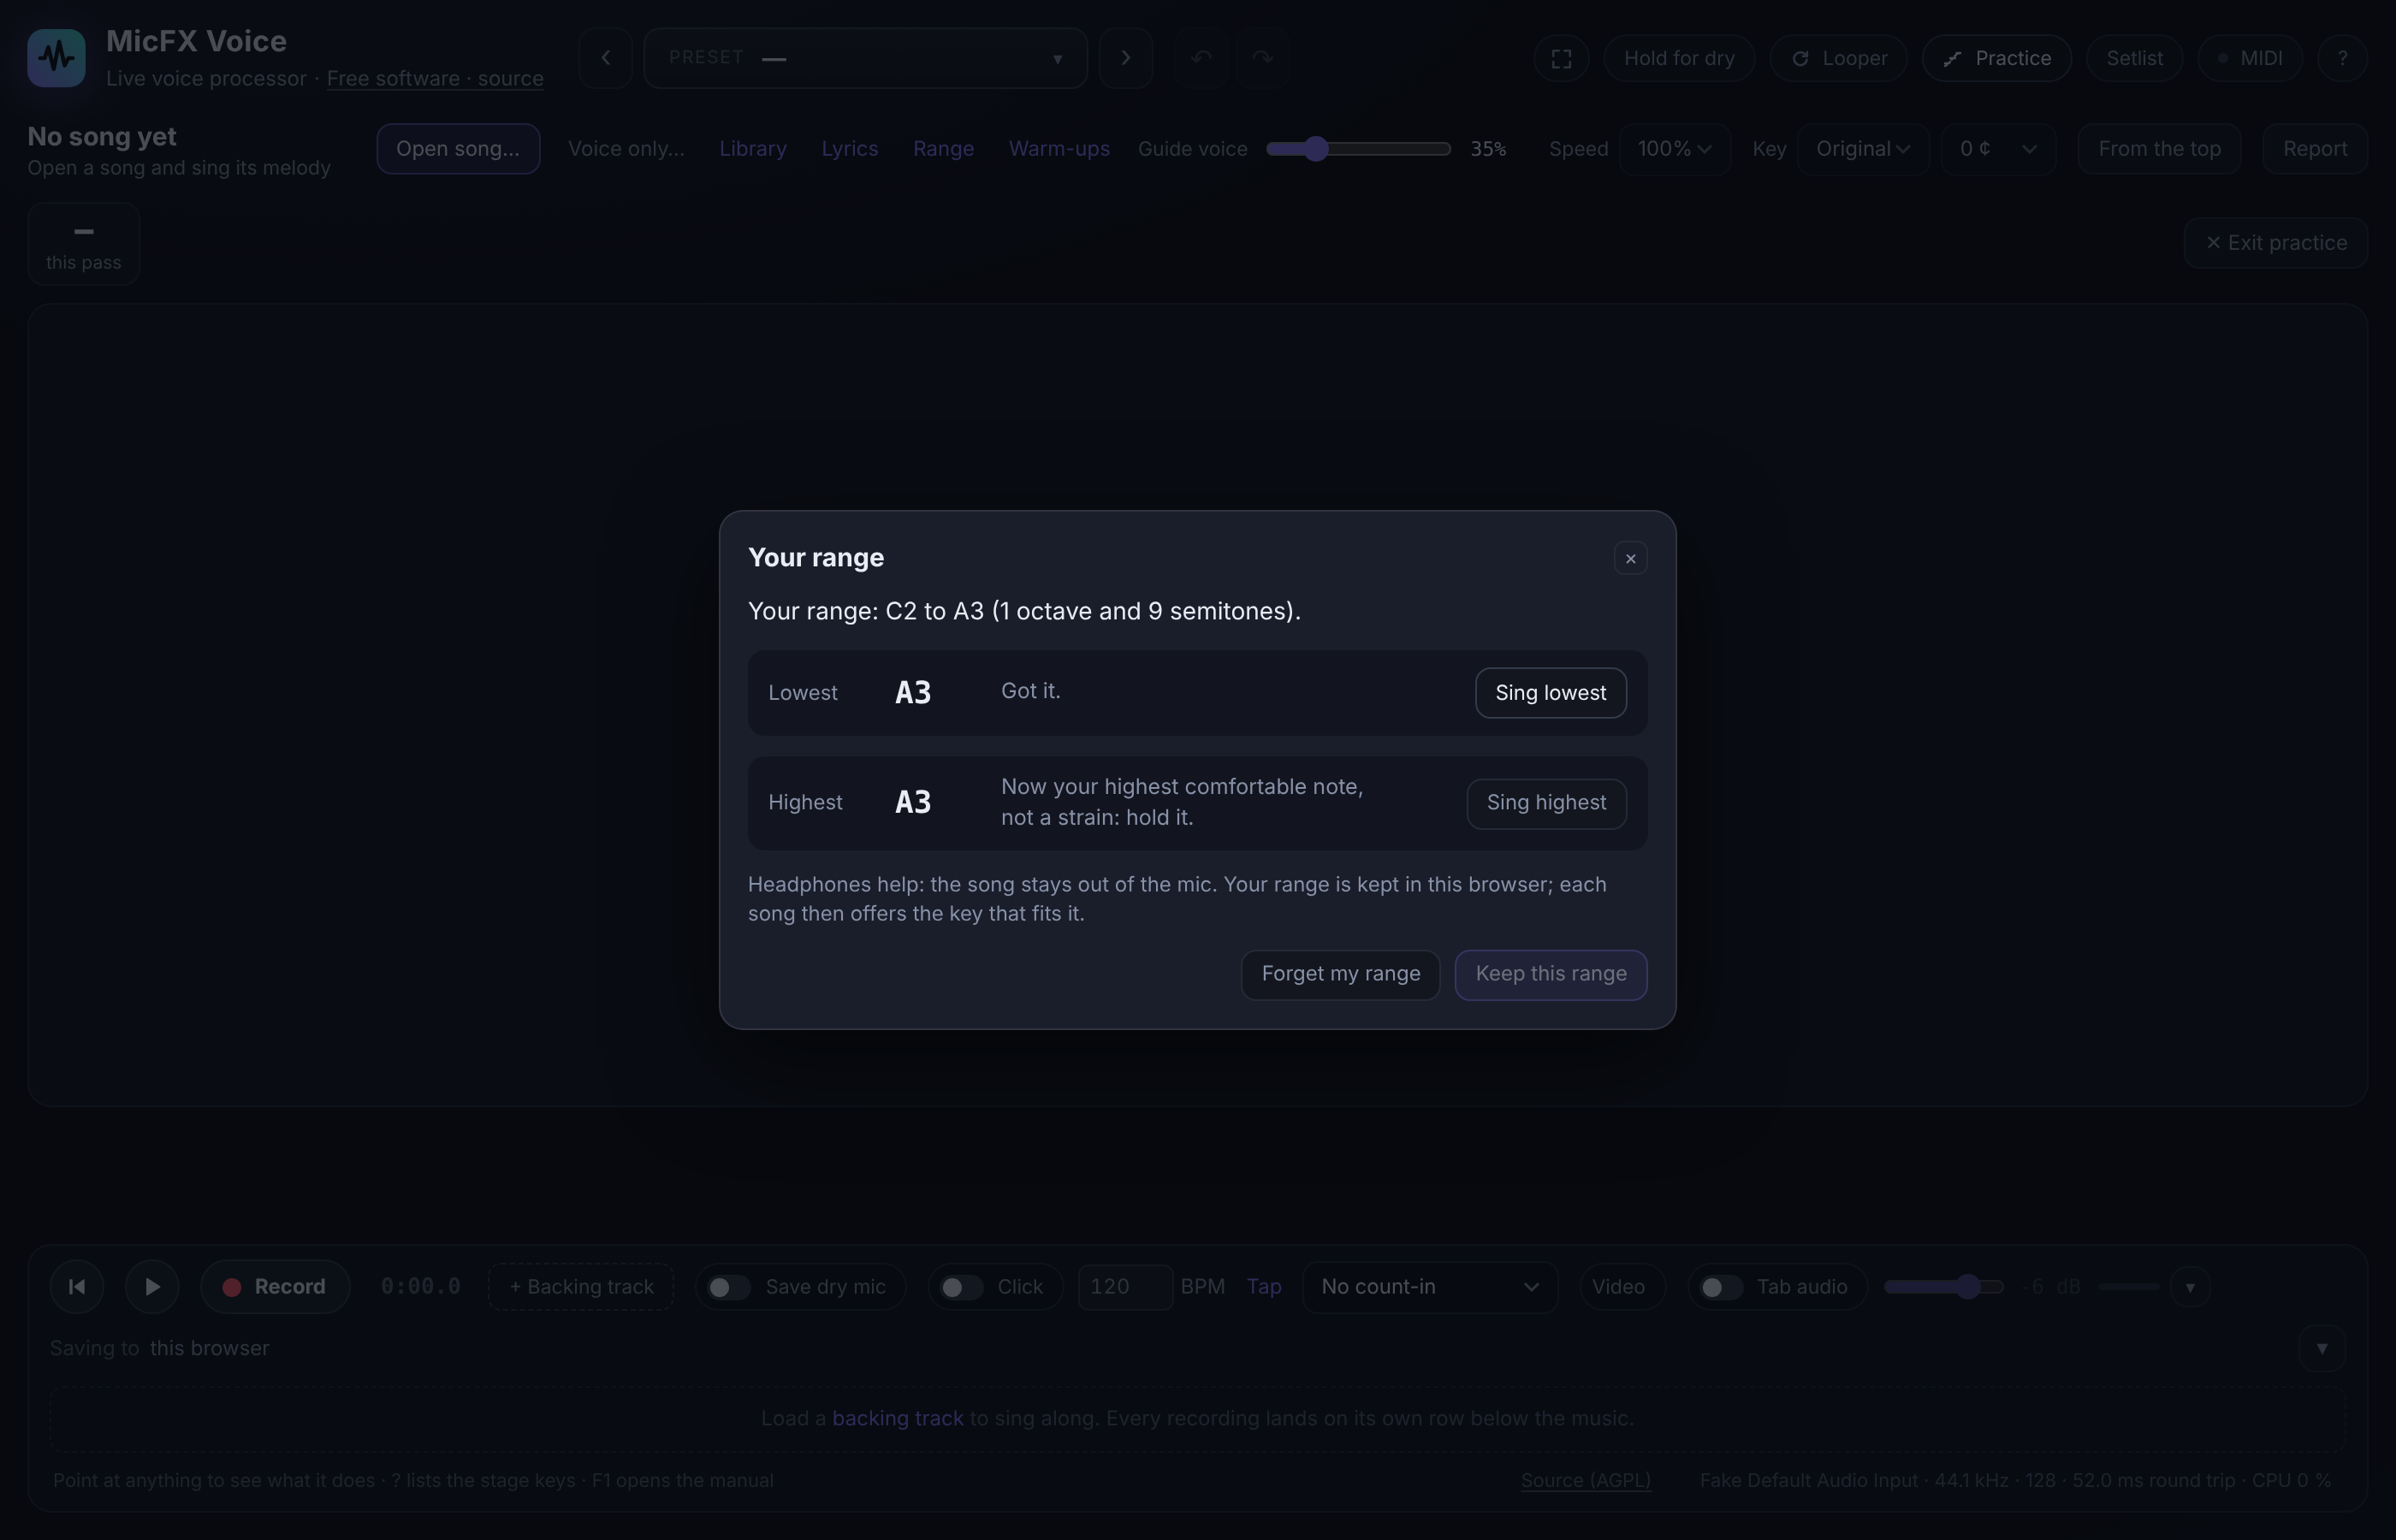 MicFX Voice
Live voice processor · Free software · source
PRESET —
Hold for dry
Looper
Practice
Setlist
MIDI
?
No song yet
Open a song and sing its melody
Open song...
Voice only...
Library
Lyrics
Range
Warm-ups
Guide voice
35%
Speed
100%
Key
Original
0 ¢
From the top
Report
—
this pass
✕ Exit practice
Your range
×
Your range: C2 to A3 (1 octave and 9 semitones).
Lowest A3 Got it. Sing lowest
Highest A3 Now your highest comfortable note,
not a strain: hold it.
Sing highest
Headphones help: the song stays out of the mic. Your range is kept in this browser; each
song then offers the key that fits it.
Forget my range
Keep this range
Record
0:00.0
+ Backing track
Save dry mic
Click
120 BPM
Tap
No count-in
Video
Tab audio
-6 dB
Saving to this browser
Load a backing track to sing along. Every recording lands on its own row below the music.
Point at anything to see what it does · ? lists the stage keys · F1 opens the manual
Source (AGPL)
Fake Default Audio Input · 44.1 kHz · 128 · 52.0 ms round trip · CPU 0 %